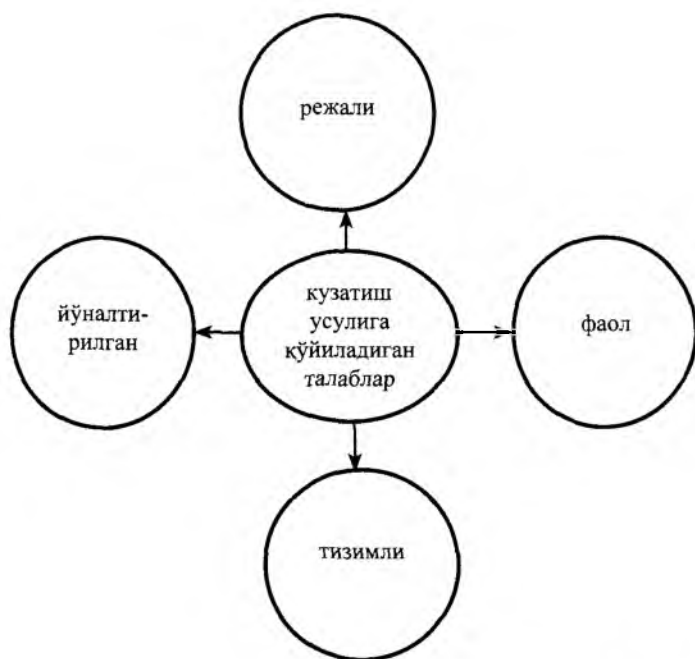 режали
йўналти-
рилган
кузатиш
усулига
қўйиладиган
талаблар
фаол
тизимли